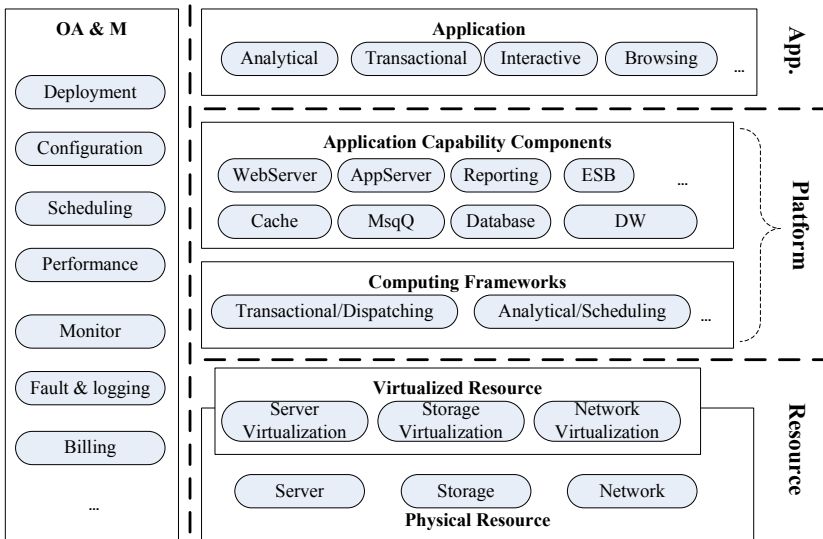 OA & M
Deployment
Configuration
Scheduling
Performance
Monitor
Fault & logging
Billing
...
Application
Analytical Transactional Interactive Browsing ...
App.
Application Capability Components
WebServer AppServer Reporting ESB ...
Cache MsqQ Database DW
Computing Frameworks
Transactional/Dispatching Analytical/Scheduling ...
Platform
Virtualized Resource
Server Virtualization
Storage Virtualization
Network Virtualization
Server Storage Network
Physical Resource
Resource